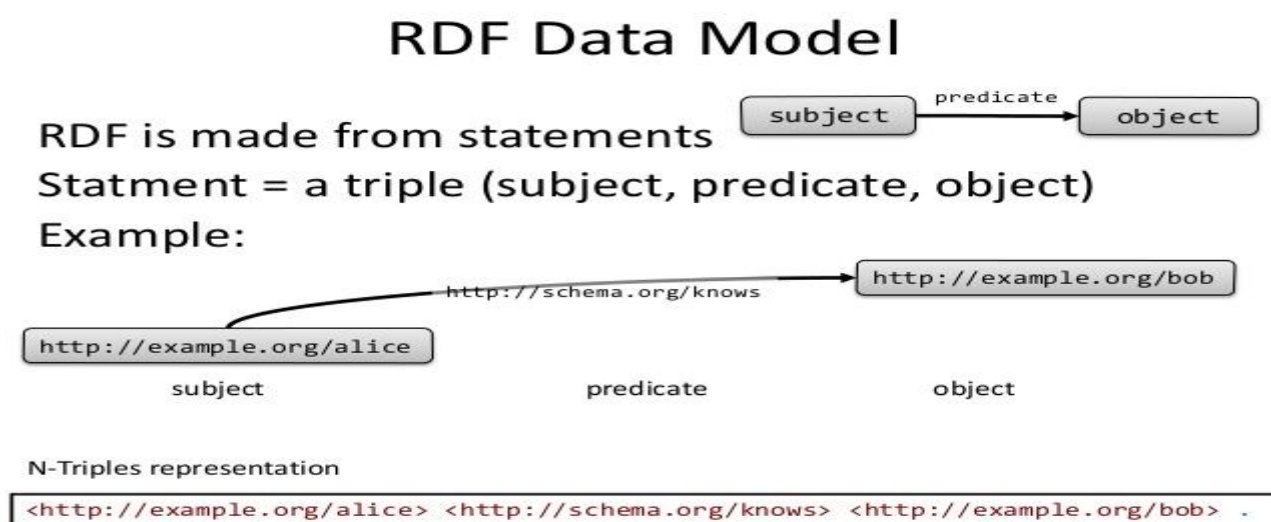 RDF Data Model
subject
predicate
object
RDF is made from statements
Statment = a triple (subject, predicate, object)
Example:
http://schema.org/knows
http://example.org/bob
http://example.org/alice
subject
predicate
object
N-Triples representation
<http://example.org/alice> <http://schema.org/knows> <http://example.org/bob> .